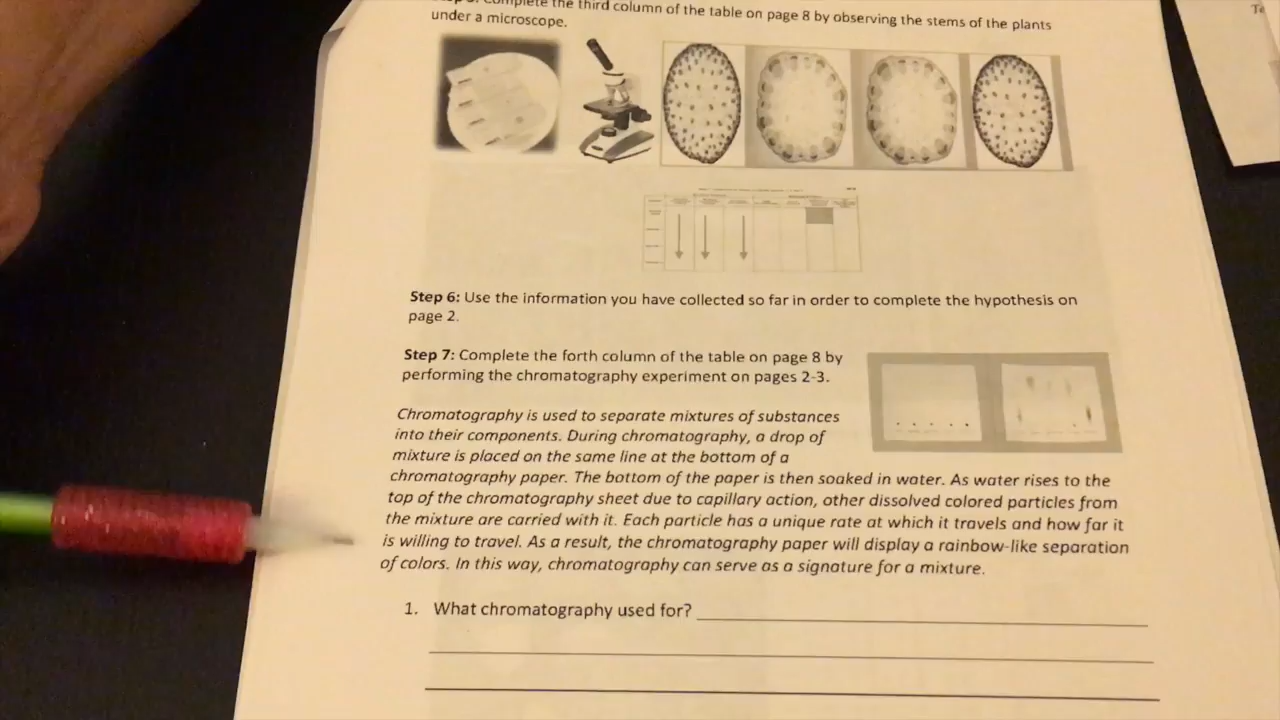 Complete the third column of the table on page 8 by observing the stems of the plants
under a microscope.
Step 6: Use the information you have collected so far in order to complete the hypothesis on
page 2.
Step 7: Complete the forth column of the table on page 8 by
performing the chromatography experiment on pages 2-3.
Chromatography is used to separate mixtures of substances
into their components. During chromatography, a drop of
mixture is placed on the same line at the bottom of a
chromatography paper. The bottom of the paper is then soaked in water. As water rises to the
top of the chromatography sheet due to capillary action, other dissolved colored particles from
the mixture are carried with it. Each particle has a unique rate at which it travels and how far it
is willing to travel. As a result, the chromatography paper will display a rainbow-like separation
of colors. In this way, chromatography can serve as a signature for a mixture.
1. What chromatography used for?